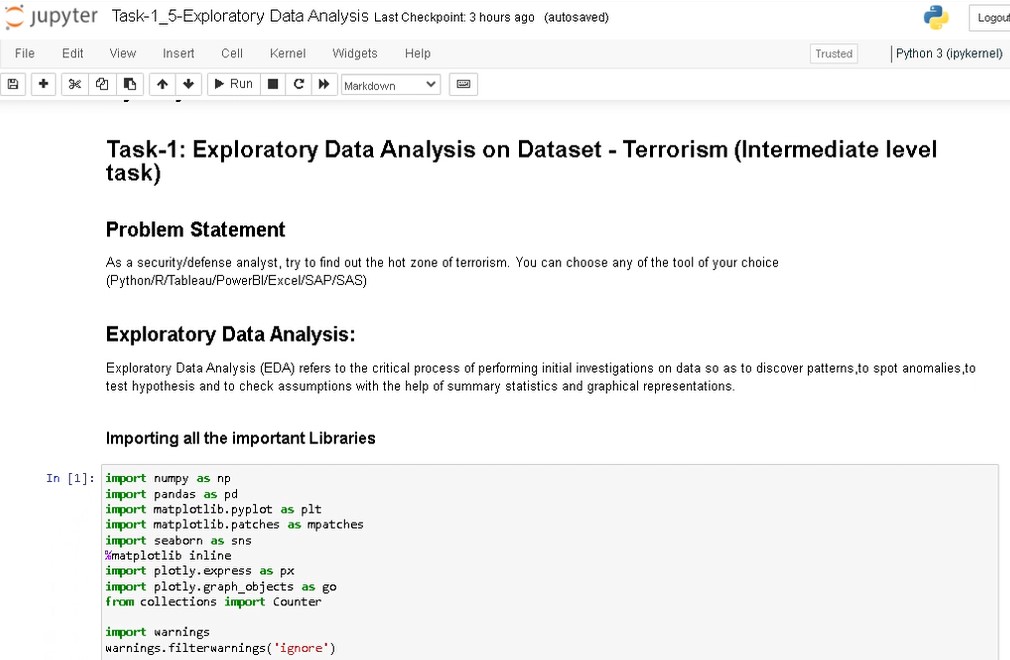 jupyter Task-1_5-Exploratory Data Analysis Last Checkpoint: 3 hours ago (autosaved)
Logout
File Edit View Insert Cell Kernel Widgets Help
Trusted
Python 3 (ipykernel)
Run
Markdown
Task-1: Exploratory Data Analysis on Dataset - Terrorism (Intermediate level
task)
Problem Statement
As a security/defense analyst, try to find out the hot zone of terrorism. You can choose any of the tool of your choice
(Python/R/Tableau/PowerBI/Excel/SAP/SAS)
Exploratory Data Analysis:
Exploratory Data Analysis (EDA) refers to the critical process of performing initial investigations on data so as to discover patterns,to spot anomalies,to
test hypothesis and to check assumptions with the help of summary statistics and graphical representations.
Importing all the important Libraries
In [1]:
import numpy as np
import pandas as pd
import matplotlib.pyplot as plt
import matplotlib.patches as mpatches
import seaborn as sns
%matplotlib inline
import plotly.express as px
import plotly.graph_objects as go
from collections import Counter
import warnings
warnings.filterwarnings('ignore')